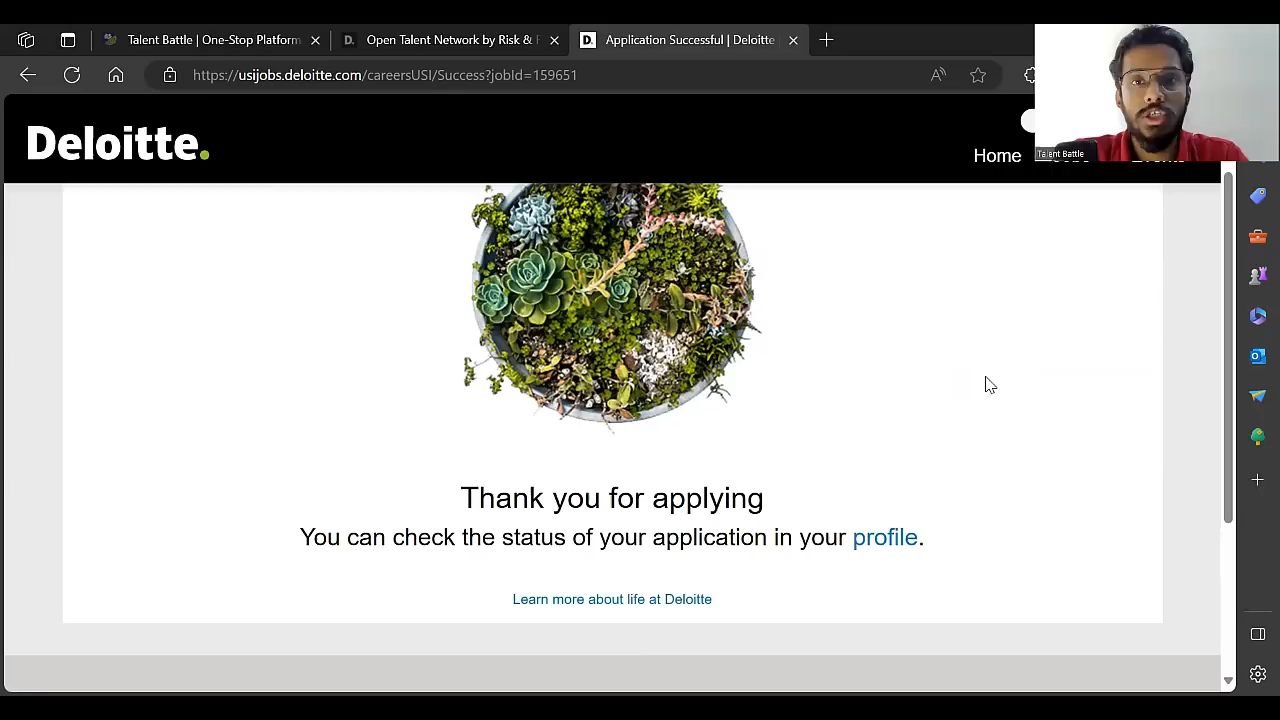 Talent Battle | One-Stop Platform
Open Talent Network by Risk &
D. Application Successful | Deloitte
https://usijobs.deloitte.com/careersUSI/Success?jobId=159651
Deloitte.
Home
Talent Battle
Thank you for applying
You can check the status of your application in your profile.
Learn more about life at Deloitte